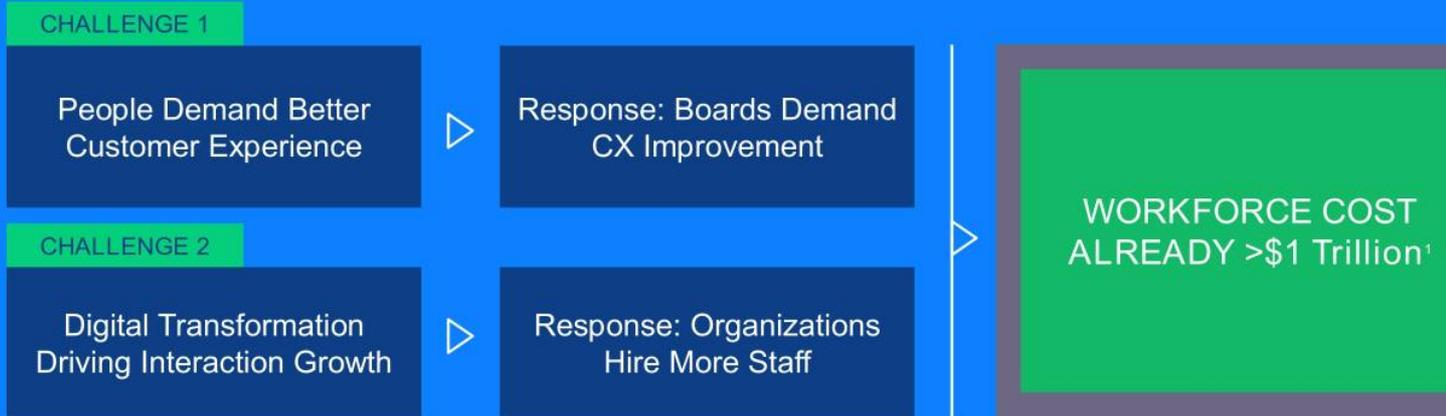 CHALLENGE 1
People Demand Better
Customer Experience
Response: Boards Demand
CX Improvement
CHALLENGE 2
Digital Transformation
Driving Interaction Growth
Response: Organizations
Hire More Staff
WORKFORCE COST
ALREADY >$1 Trillion¹